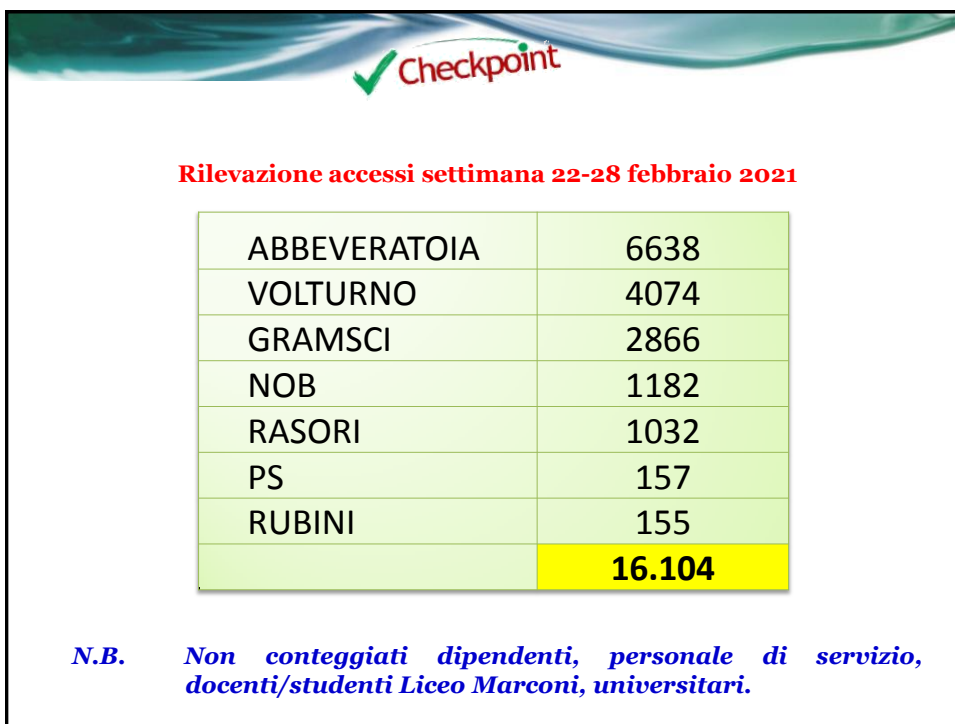 Checkpoint
Rilevazione accessi settimana 22-28 febbraio 2021
ABBEVERATOIA 6638
VOLTURNO 4074
GRAMSCI 2866
NOB 1182
RASORI 1032
PS 157
RUBINI 155
16.104
N.B. Non conteggiati dipendenti, personale di servizio,
docenti/studenti Liceo Marconi, universitari.